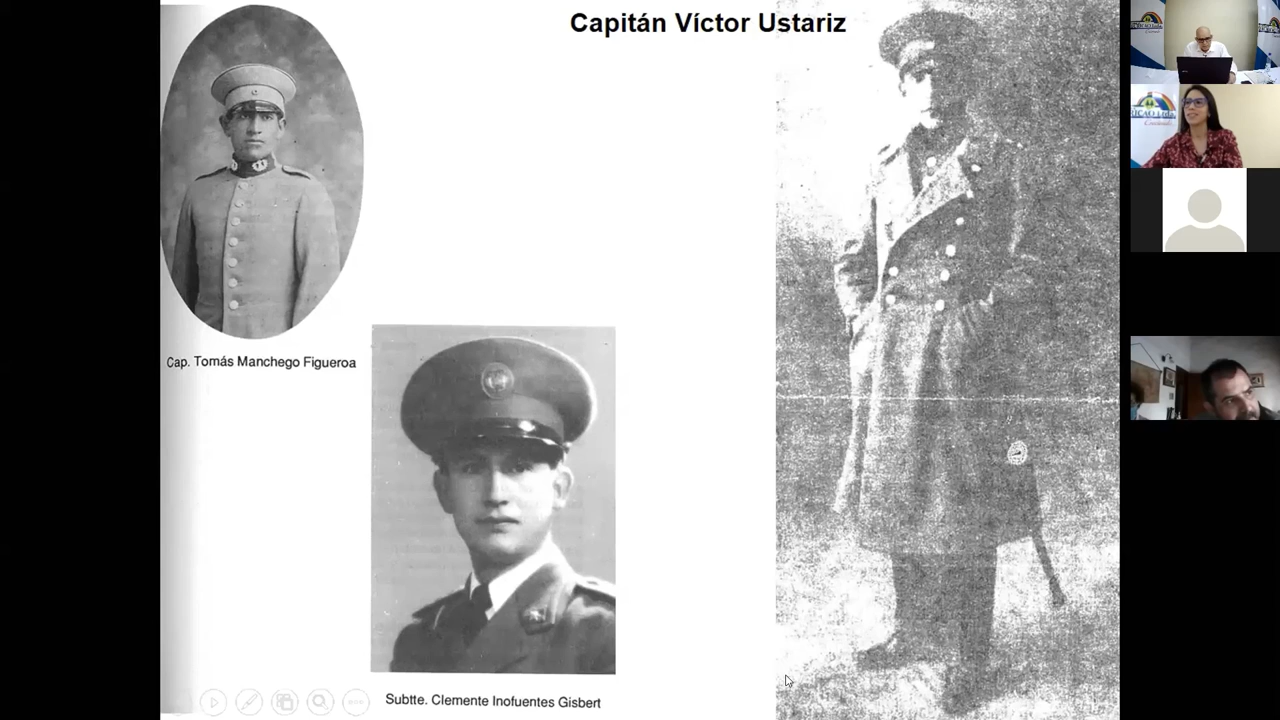 Capitán Víctor Ustariz
Cap. Tomás Manchego Figueroa
Subtte. Clemente Inofuentes Gisbert